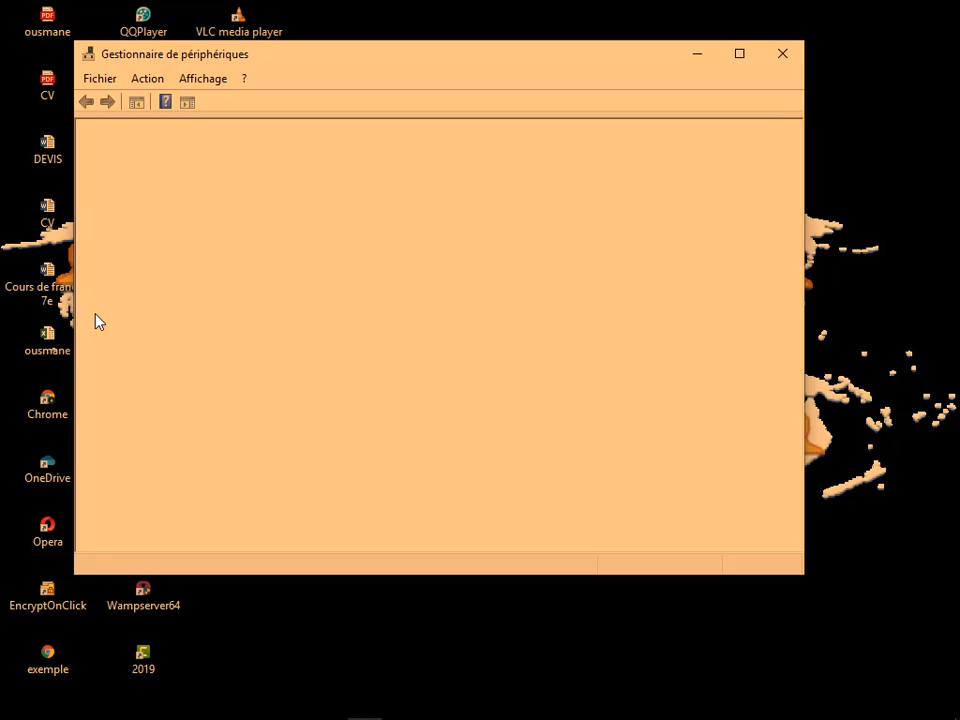 ousmane
QQPlayer
VLC media player
Gestionnaire de périphériques
Fichier Action Affichage ?
CV
DEVIS
CV
Cours de fran
7e
ousmane
Chrome
OneDrive
Opera
EncryptOnClick
Wampserver64
exemple
2019